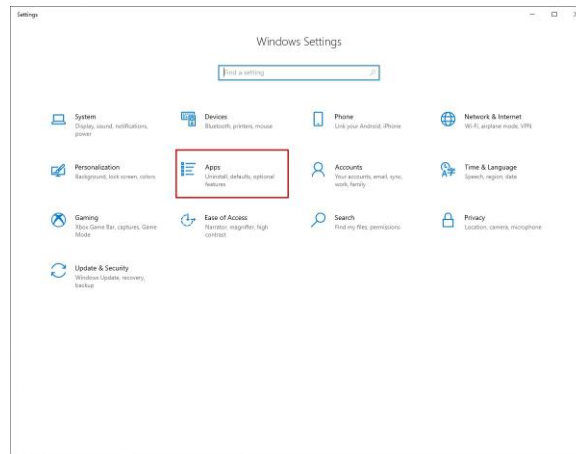 Settings
Windows Settings
Find a setting
System
Display, sound, notifications,
power
Devices
Bluetooth, printers, mouse
Phone
Link your Android, iPhone
Network & Internet
Wi-Fi, airplane mode, VPN
Personalization
Background, lock screen, colors
Apps
Uninstall, defaults, optional
features
Accounts
Your accounts, email, sync,
work, family
Time & Language
Speech, region, date
Gaming
Xbox Game Bar, captures, Game
Mode
Ease of Access
Narrator, magnifier, high
contrast
Search
Find my files, permissions
Privacy
Location, camera, microphone
Update & Security
Windows Update, recovery,
backup